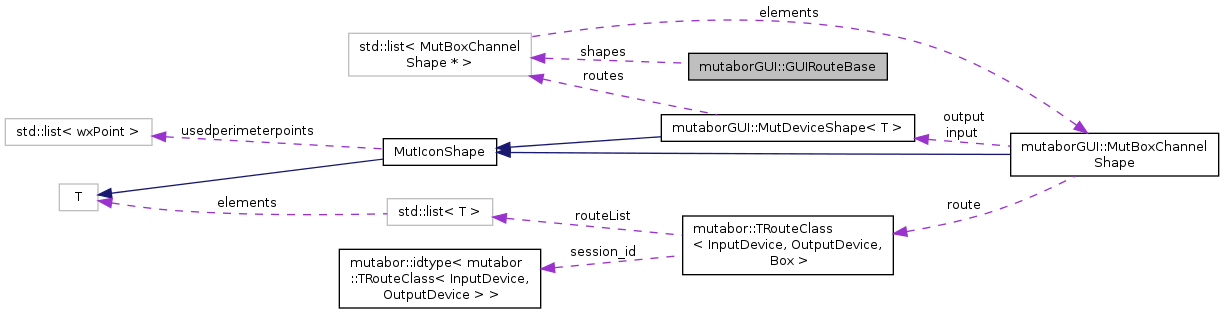 elements
std::list< MutBoxChannel
Shape * >
shapes
mutaborGUI::GUIRouteBase
routes
std::list< wxPoint >
usedperimeterpoints
mutaborGUI::MutDeviceShape< T >
output
input
MutIconShape
mutaborGUI::MutBoxChannel
Shape
T
elements
std::list< T >
routeList
route
mutabor::TRouteClass
< InputDevice, OutputDevice,
Box >
session_id
mutabor::idtype< mutabor
::TRouteClass< InputDevice,
OutputDevice > >